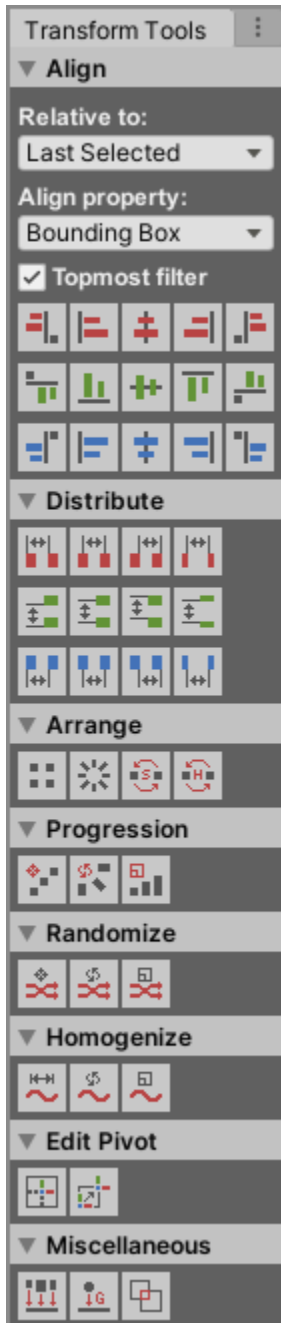 Transform Tools
Align
Relative to:
Last Selected
Align property:
Bounding Box
Topmost filter
Distribute
Arrange
S H
Progression
Randomize
Homogenize
Edit Pivot
Miscellaneous
G